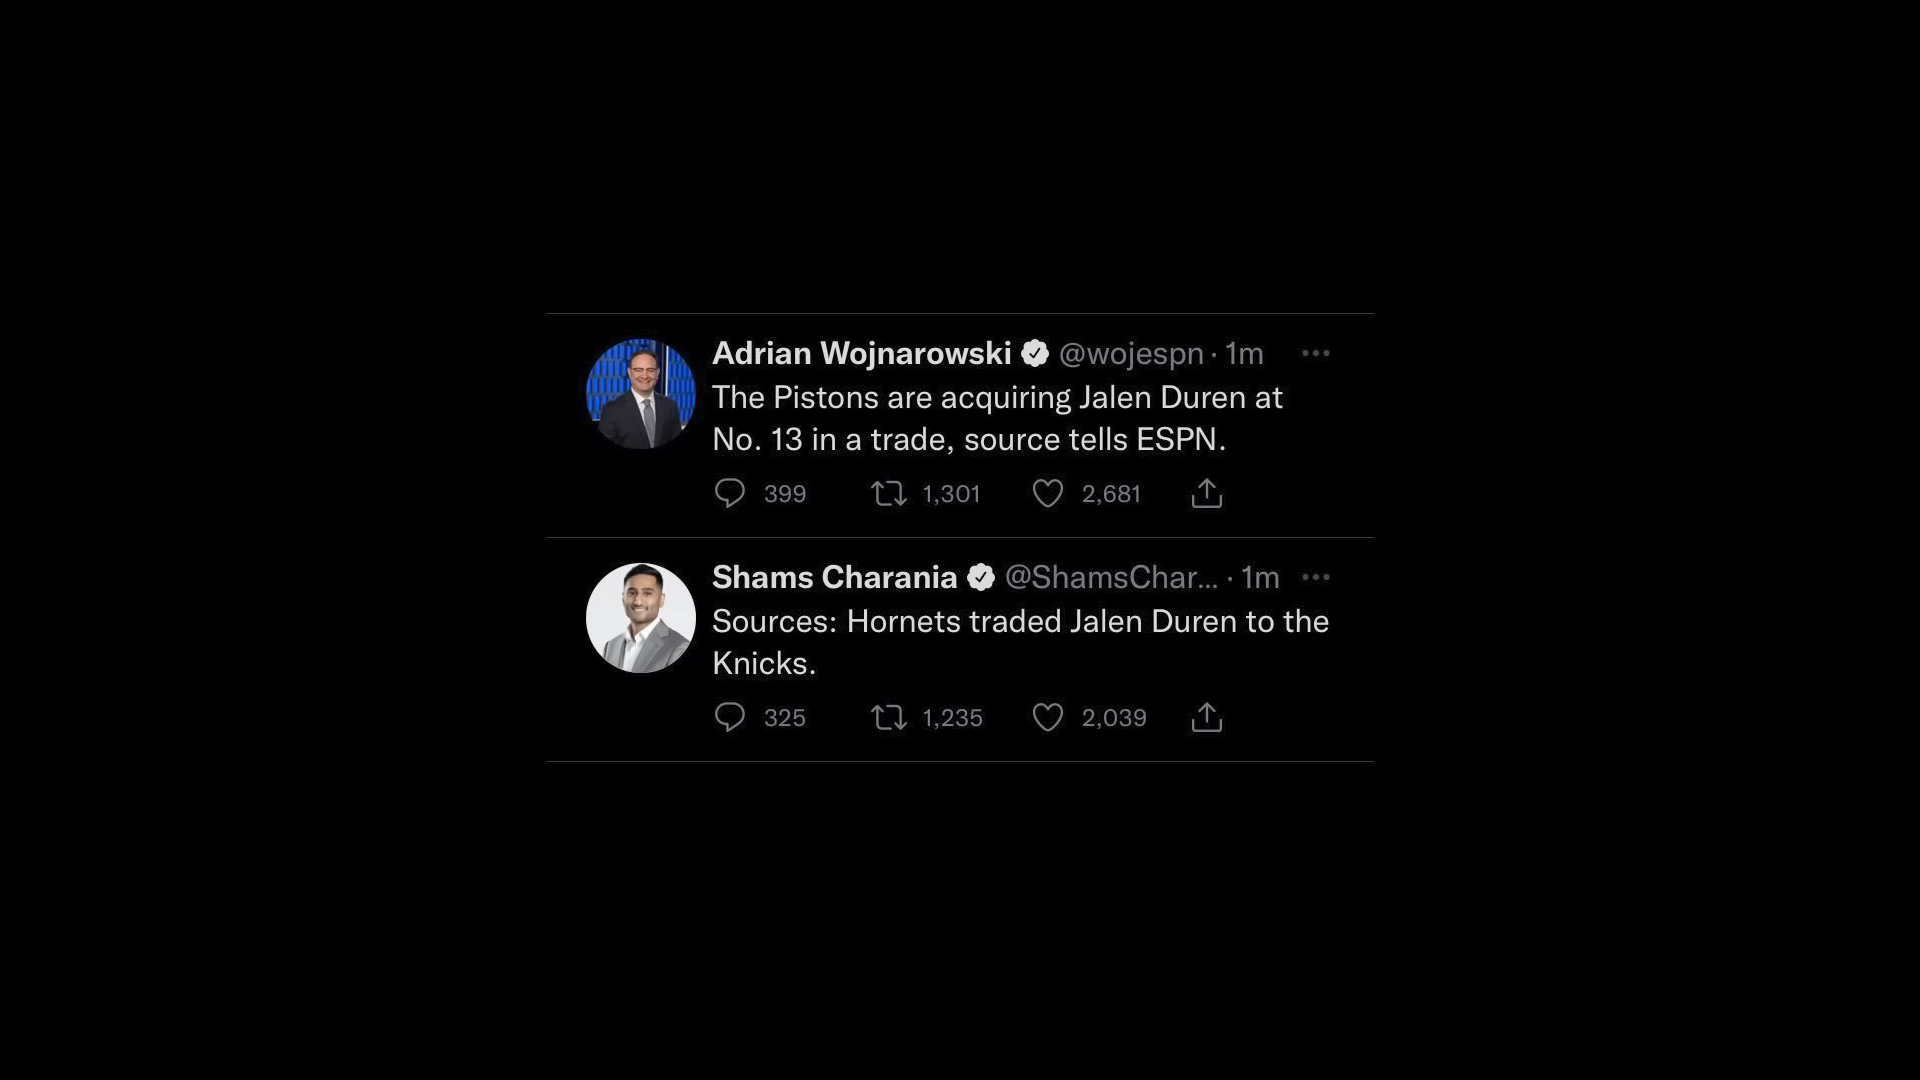 Adrian Wojnarowski @wojespn · 1m
The Pistons are acquiring Jalen Duren at
No. 13 in a trade, source tells ESPN.
399 1,301 2,681
Shams Charania @ShamsChar... · 1m
Sources: Hornets traded Jalen Duren to the
Knicks.
325 1,235 2,039